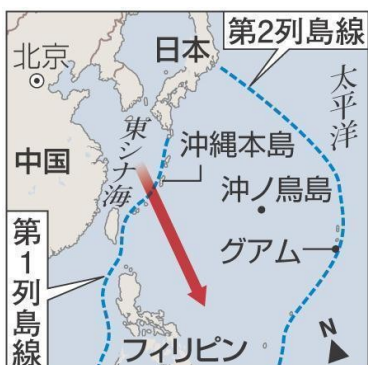 第2列島線
日本
北京
太平洋
東シナ海
沖縄本島
中国
沖ノ鳥島
グアム
第1列島線
フィリピン
N